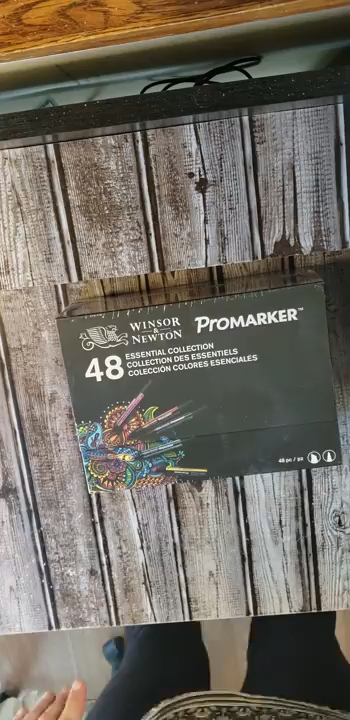 WINSOR
&
NEWTON
PROMARKER™
48
ESSENTIAL COLLECTION
COLLECTION DES ESSENTIELS
COLECCIÓN COLORES ESENCIALES
48 pc / pz